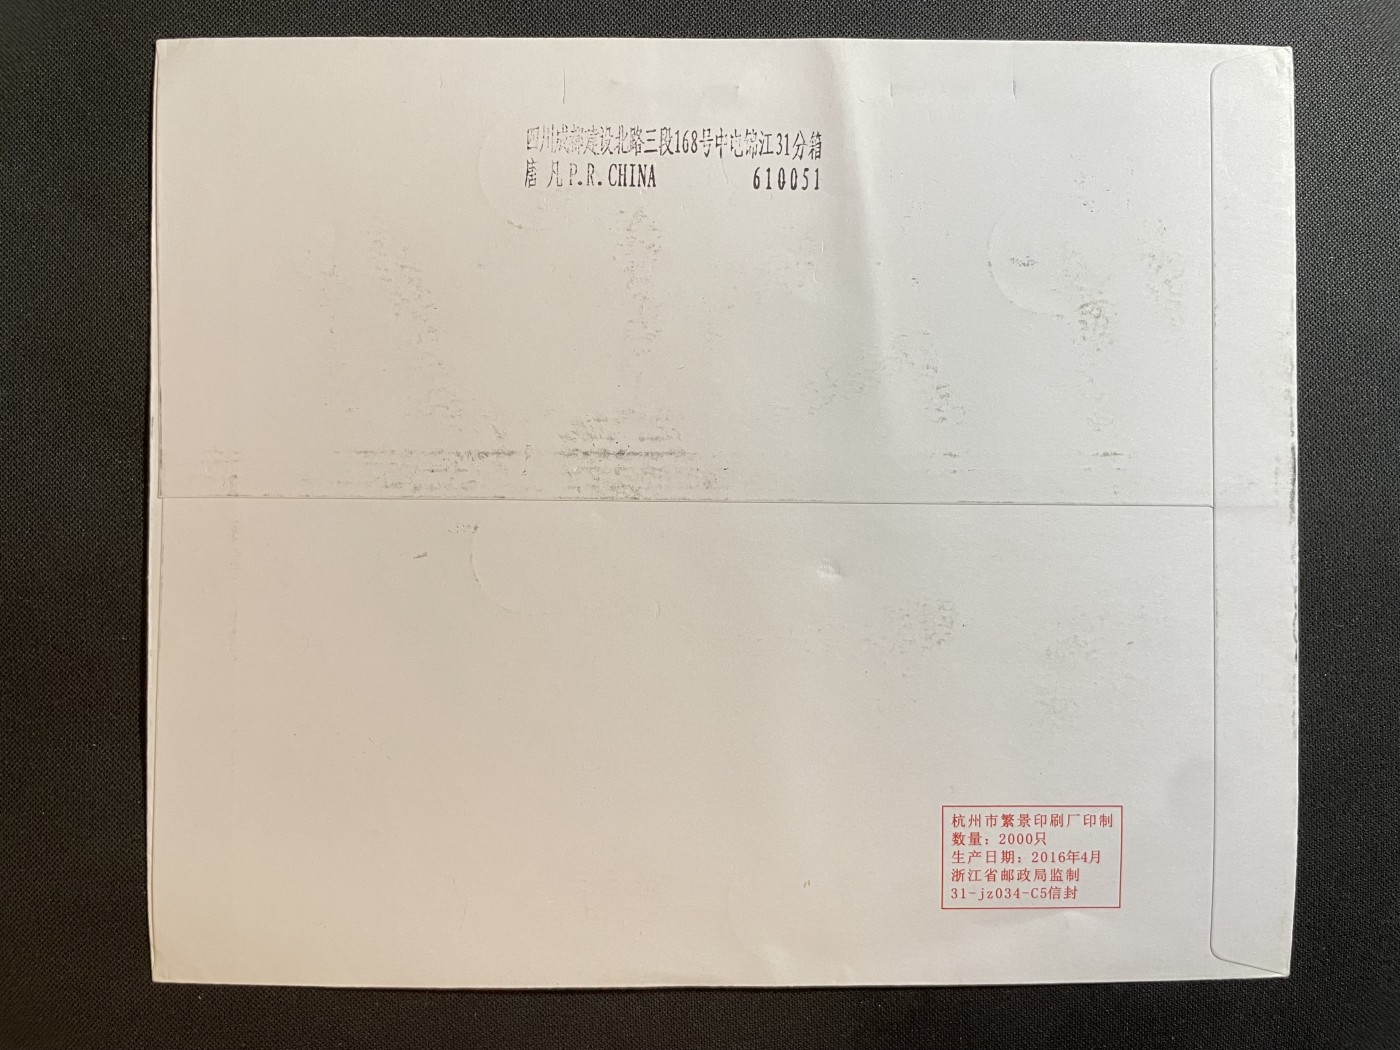 四川成都建设北路三段168号中电锦江31分箱
唐 凡 P.R.CHINA 610051
杭州市繁景印刷厂印制
数量：2000只
生产日期：2016年4月
浙江省邮政局监制
31-jz034-C5信封